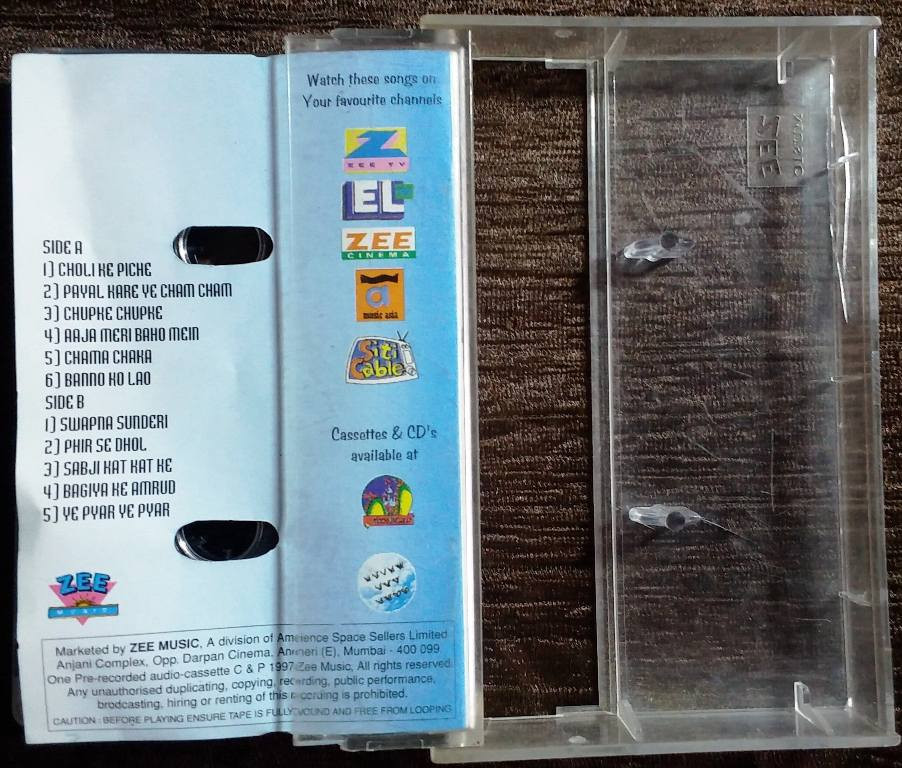 SIDE A
1) CHOLI KE PICHE
2) PAYAL KARE YE CHAM CHAM
3) CHUPKE CHUPKE
4) AAJA MERI BAHO MEIN
5) CHAMA CHAKA
6) BANNO KO LAO
SIDE B
1) SWAPNA SUNDERI
2) PHIR SE DHOL
3) SABJI KAT KAT KE
4) BAGIYA KE AMRUD
5) YE PYAR YE PYAR
ZEE
MUSIC
Watch these songs on
Your favourite channels
Z
ZEE TV
EL
ZEE
CINEMA
a
music asia
Siti
Cable
Cassettes & CD's
available at
Marketed by ZEE MUSIC, A division of Ambience Space Sellers Limited
Anjani Complex, Opp. Darpan Cinema, Andheri (E), Mumbai - 400 099
One Pre-recorded audio-cassette C & P 1997 Zee Music, All rights reserved
Any unauthorised duplicating, copying, recording, public performance,
brodcasting, hiring or renting of this recording is prohibited.
CAUTION : BEFORE PLAYING ENSURE TAPE IS FULLY WOUND AND FREE FROM LOOPING
ZEE
MUSIC